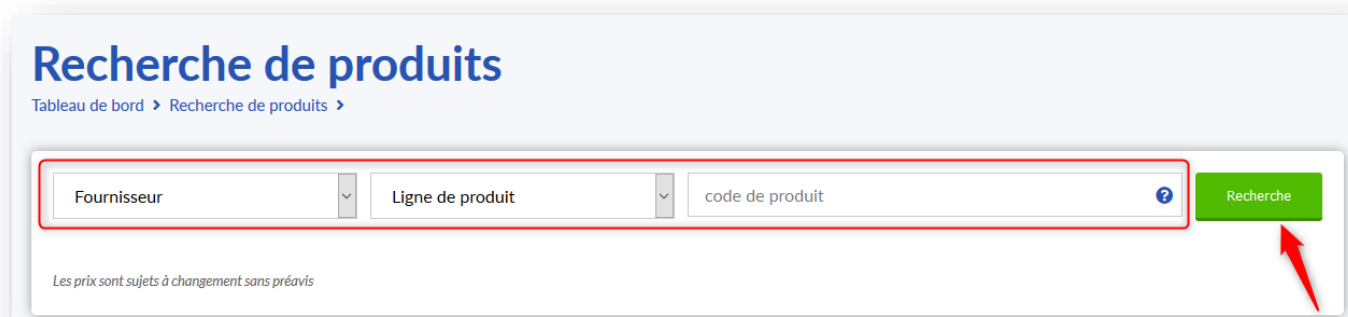 Recherche de produits
Tableau de bord > Recherche de produits >
Fournisseur Ligne de produit code de produit ? Recherche
Les prix sont sujets à changement sans préavis